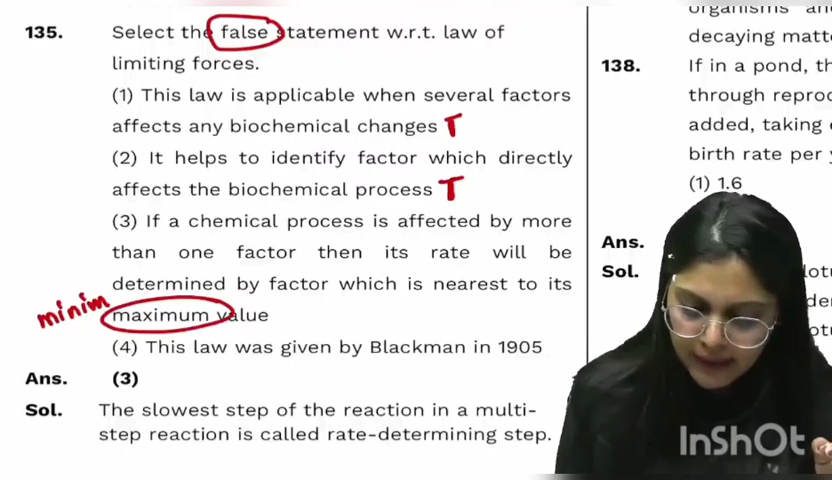 135. Select the false statement w.r.t. law of
limiting forces.
(1) This law is applicable when several factors
affects any biochemical changes T
(2) It helps to identify factor which directly
affects the biochemical process T
(3) If a chemical process is affected by more
than one factor then its rate will be
determined by factor which is nearest to its
minim
maximum value
(4) This law was given by Blackman in 1905
Ans. (3)
Sol. The slowest step of the reaction in a multi-
step reaction is called rate-determining step.
organisms
decaying
138. If in a pond,
through
added, taking
birth rate per
(1) 1.6
Ans.
Sol.
InShOt